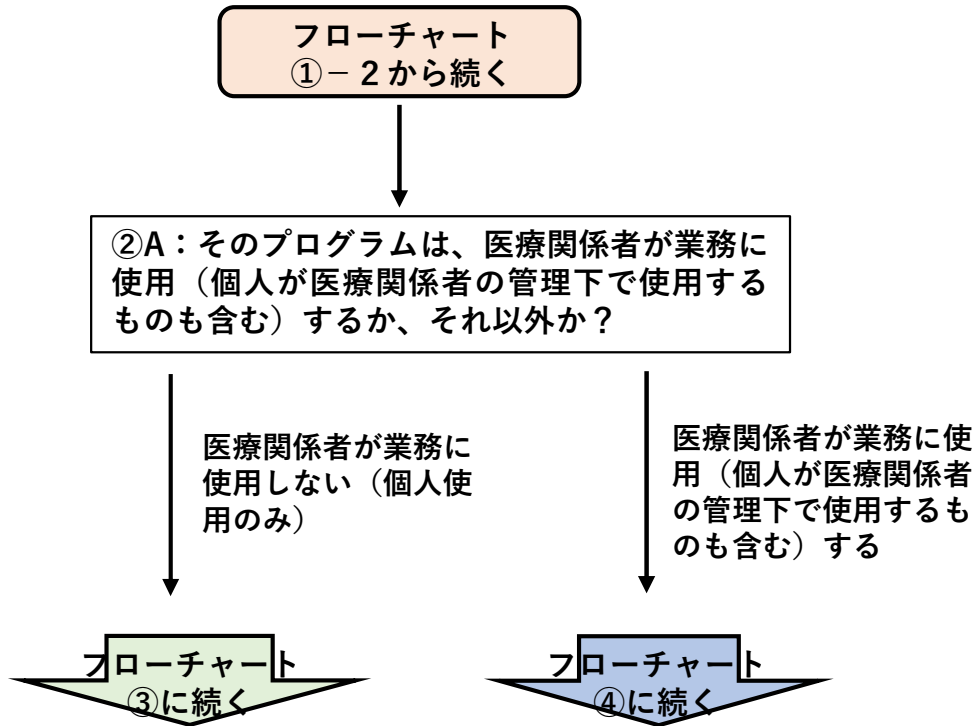 フローチャート
①－２から続く
②A：そのプログラムは、医療関係者が業務に
使用（個人が医療関係者の管理下で使用する
ものも含む）するか、それ以外か？
医療関係者が業務に
使用しない（個人使
用のみ）
医療関係者が業務に使
用（個人が医療関係者
の管理下で使用するも
のも含む）する
フローチャート
③に続く
フローチャート
④に続く